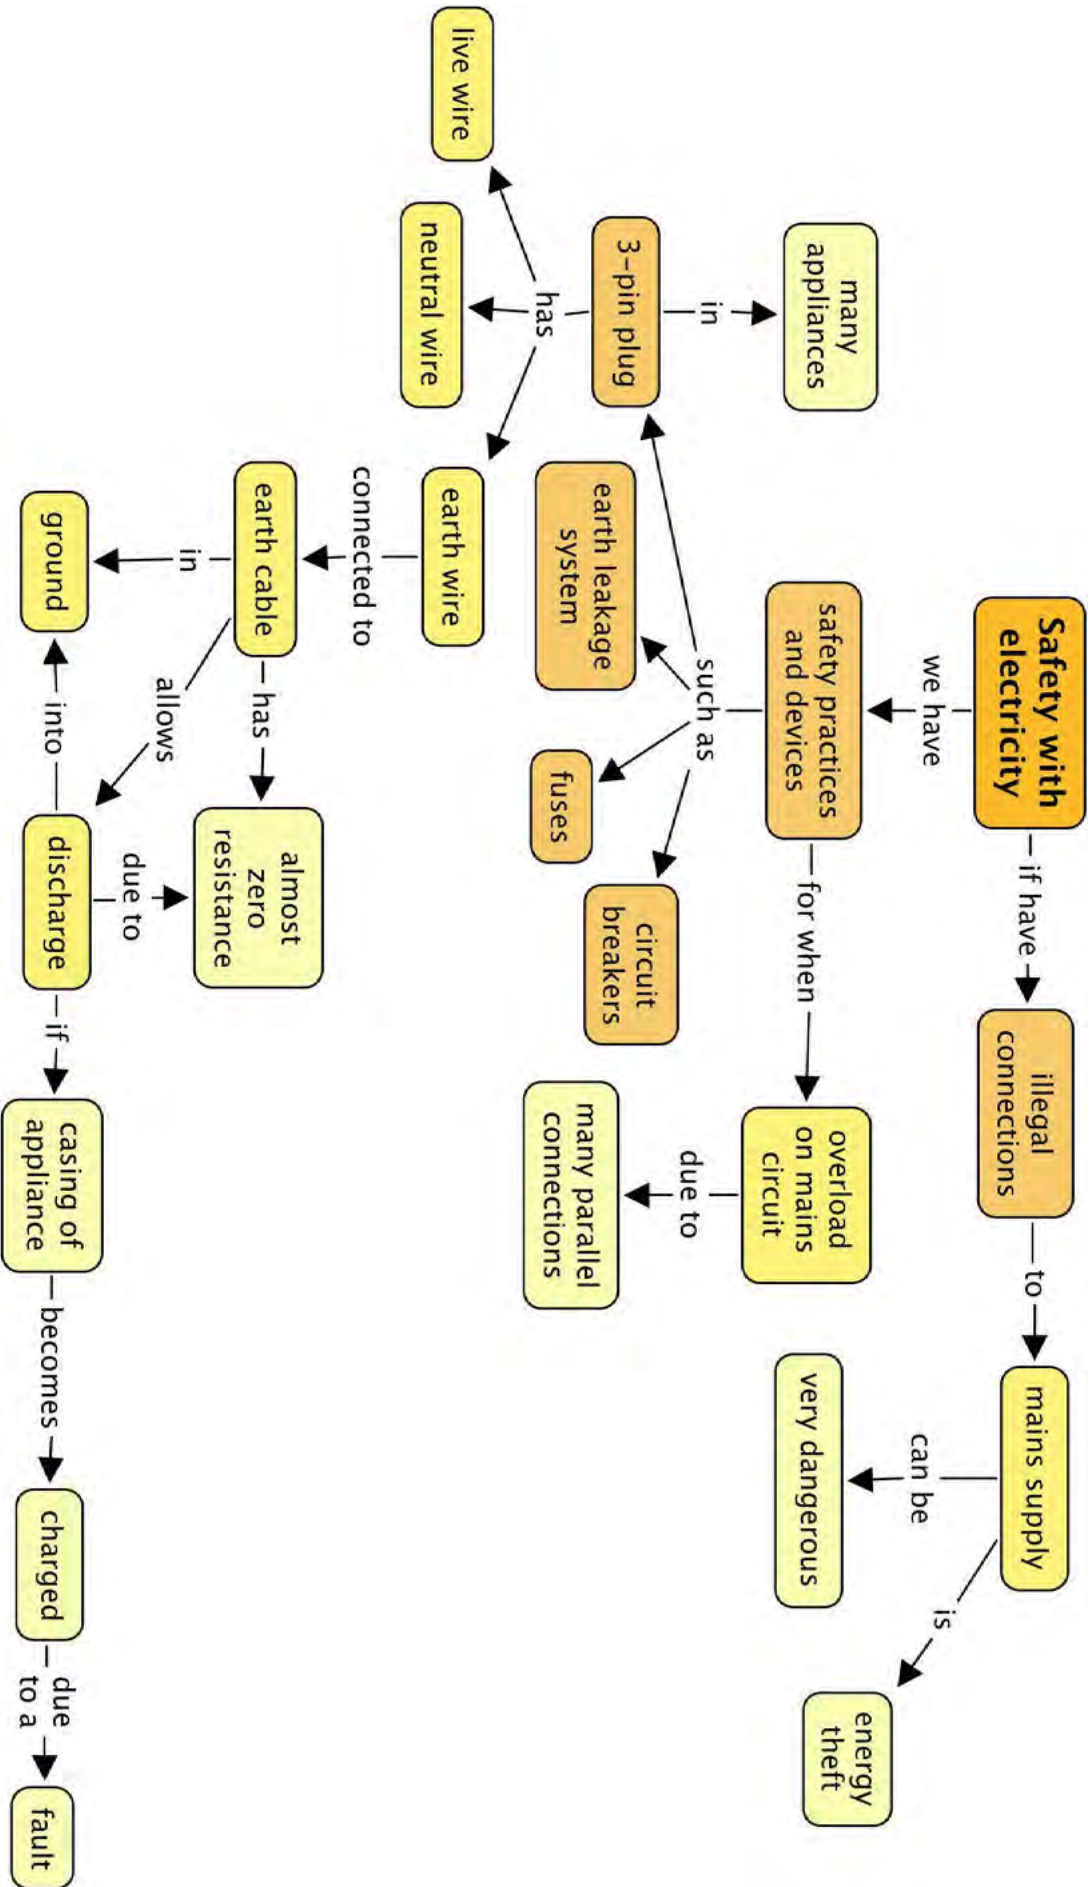 Safety with
electricity
if have
illegal
connections
to
mains supply
we have
can be
is
many
appliances
safety practices
and devices
for when
overload
on mains
circuit
very dangerous
energy
theft
in
such as
due to
3-pin plug
earth leakage
system
fuses
circuit
breakers
many parallel
connections
has
live wire
neutral wire
earth wire
connected to
earth cable
has
almost
zero
resistance
in
allows
due to
ground
into
discharge
if
casing of
appliance
becomes
charged
due
to a
fault